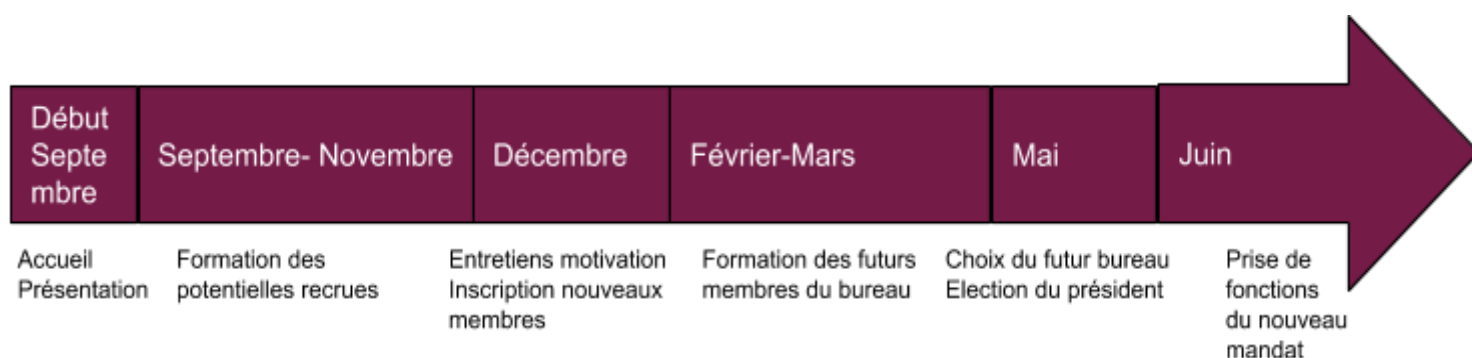 Début
Septe
mbre
Septembre- Novembre
Décembre
Février-Mars
Mai
Juin
Accueil
Présentation
Formation des
potentielles recrues
Entretiens motivation
Inscription nouveaux
membres
Formation des futurs
membres du bureau
Choix du futur bureau
Election du président
Prise de
fonctions
du nouveau
mandat